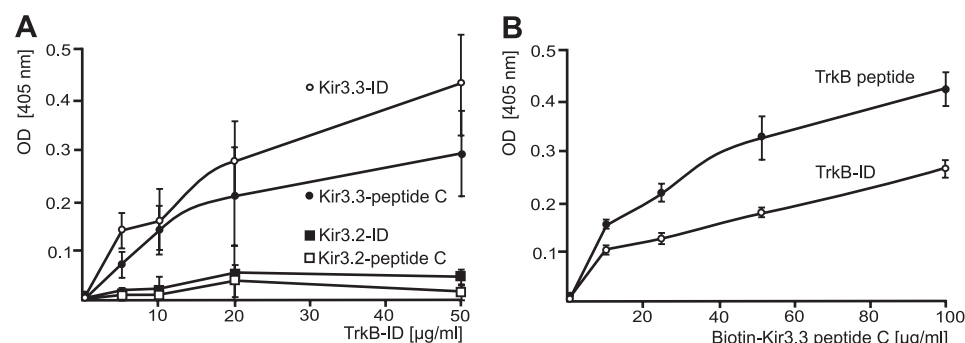 A
OD [405 nm]
0.5
0.4
0.3
0.2
0.1
Kir3.3-ID
Kir3.3-peptide C
Kir3.2-ID
Kir3.2-peptide C
10 20 30 40 50
TrkB-ID [µg/ml]
B
OD [405 nm]
0.5
0.4
0.3
0.2
0.1
TrkB peptide
TrkB-ID
20 40 60 80 100
Biotin-Kir3.3 peptide C [µg/ml]